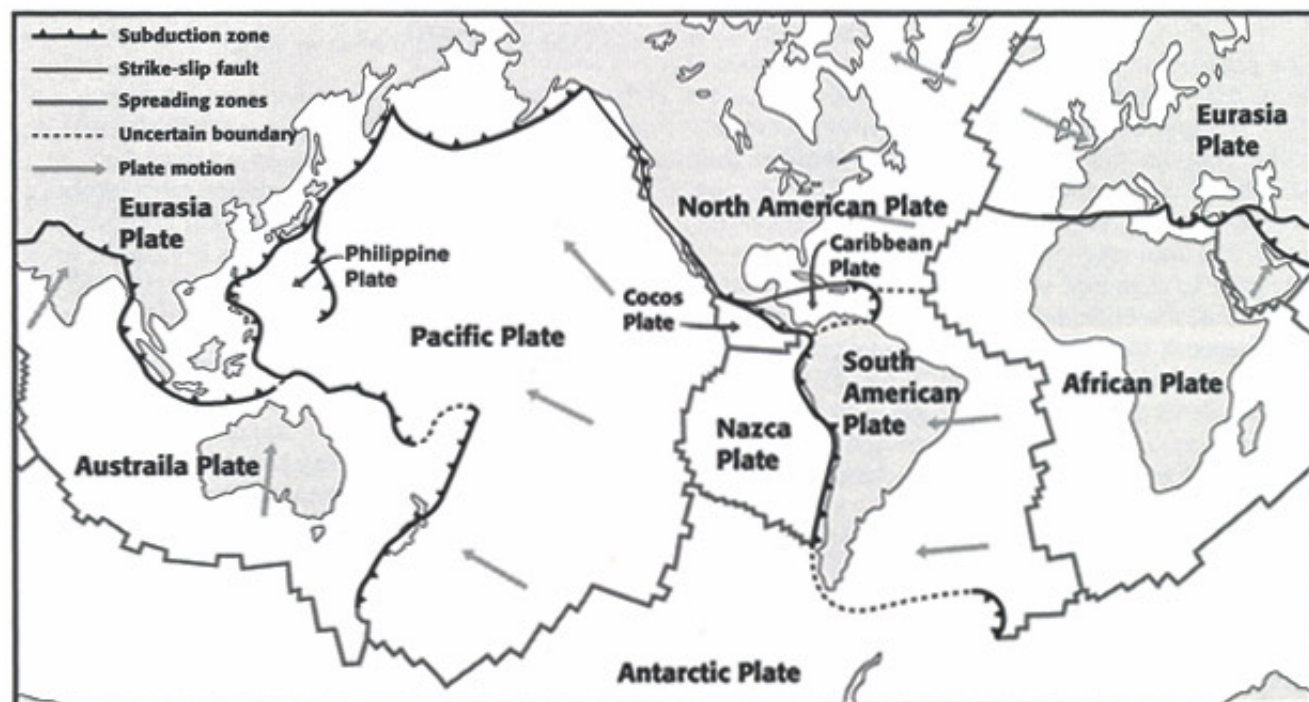 Subduction zone
Strike-slip fault
Spreading zones
Uncertain boundary
Plate motion
Eurasia
Plate
Philippine
Plate
Pacific Plate
Austraila Plate
North American Plate
Caribbean
Plate
Cocos
Plate
South
American
Plate
Nazca
Plate
African Plate
Eurasia
Plate
Antarctic Plate